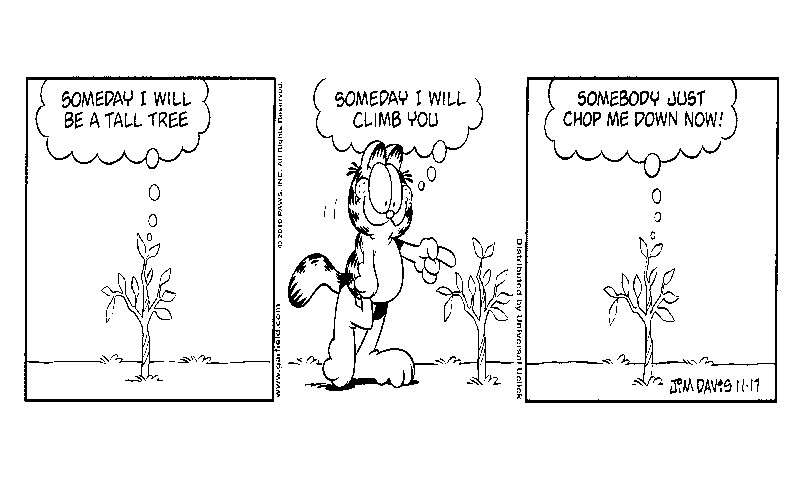 SOMEDAY I WILL
BE A TALL TREE
© 2010 PAWS, INC. All Rights Reserved.
www.garfield.com
SOMEDAY I WILL
CLIMB YOU
Distributed by Universal Uclick
SOMEBODY JUST
CHOP ME DOWN NOW!
JIM DAVIS 11-17